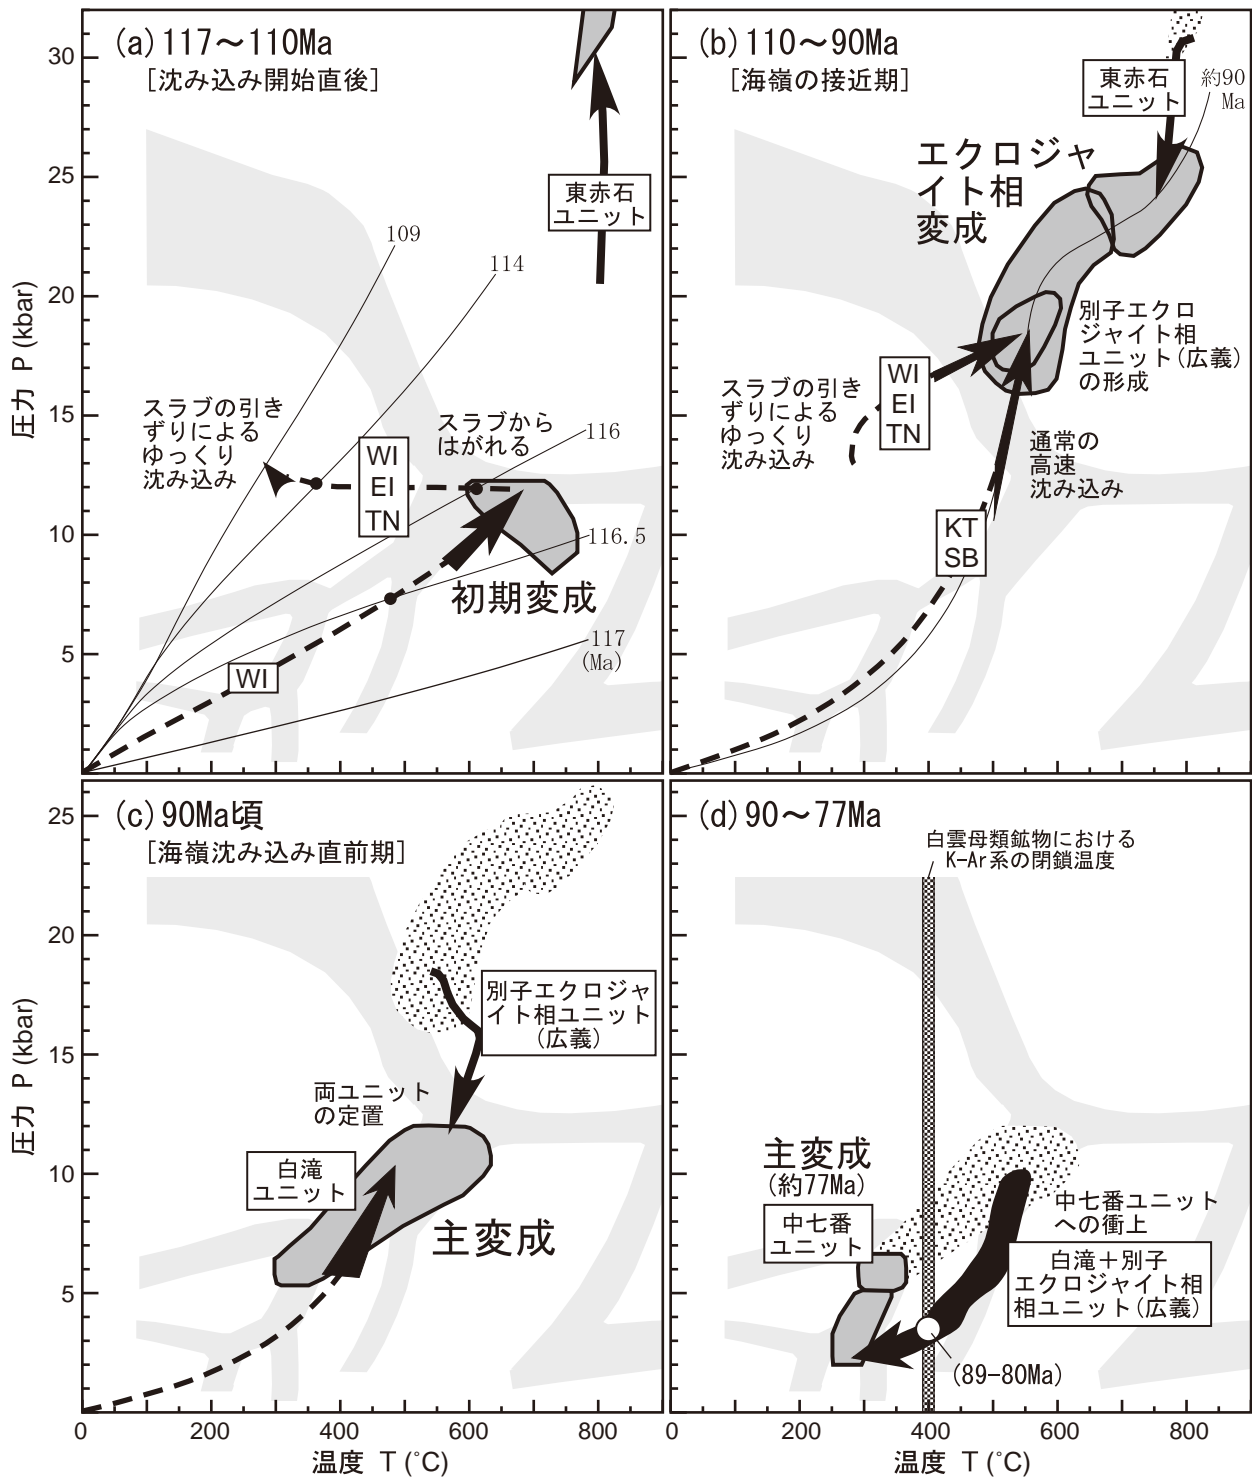 (a) 117～110Ma
[沈み込み開始直後]
30
25
20
15
10
5
圧力 P (kbar)
東赤石
ユニット
109
114
116
116.5
117
(Ma)
スラブの引き
ずりによる
ゆっくり
沈み込み
WI
EI
TN
スラブから
はがれる
初期変成
WI
(b) 110～90Ma
[海嶺の接近期]
東赤石
ユニット
約90
Ma
エクロジャ
イト相
変成
別子エクロ
ジャイト相
ユニット(広義)
の形成
WI
EI
TN
スラブの引き
ずりによる
ゆっくり
沈み込み
通常の
高速
沈み込み
KT
SB
(c) 90Ma頃
[海嶺沈み込み直前期]
25
20
15
10
5
圧力 P (kbar)
別子エクロジャ
イト相ユニット
(広義)
両ユニット
の定置
白滝
ユニット
主変成
0
200
400
600
800
温度 T (°C)
(d) 90～77Ma
白雲母類鉱物における
K-Ar系の閉鎖温度
主変成
(約77Ma)
中七番
ユニット
中七番ユニット
への衝上
白滝＋別子
エクロジャイト相
相ユニット(広義)
(89-80Ma)
0
200
400
600
800
温度 T (°C)